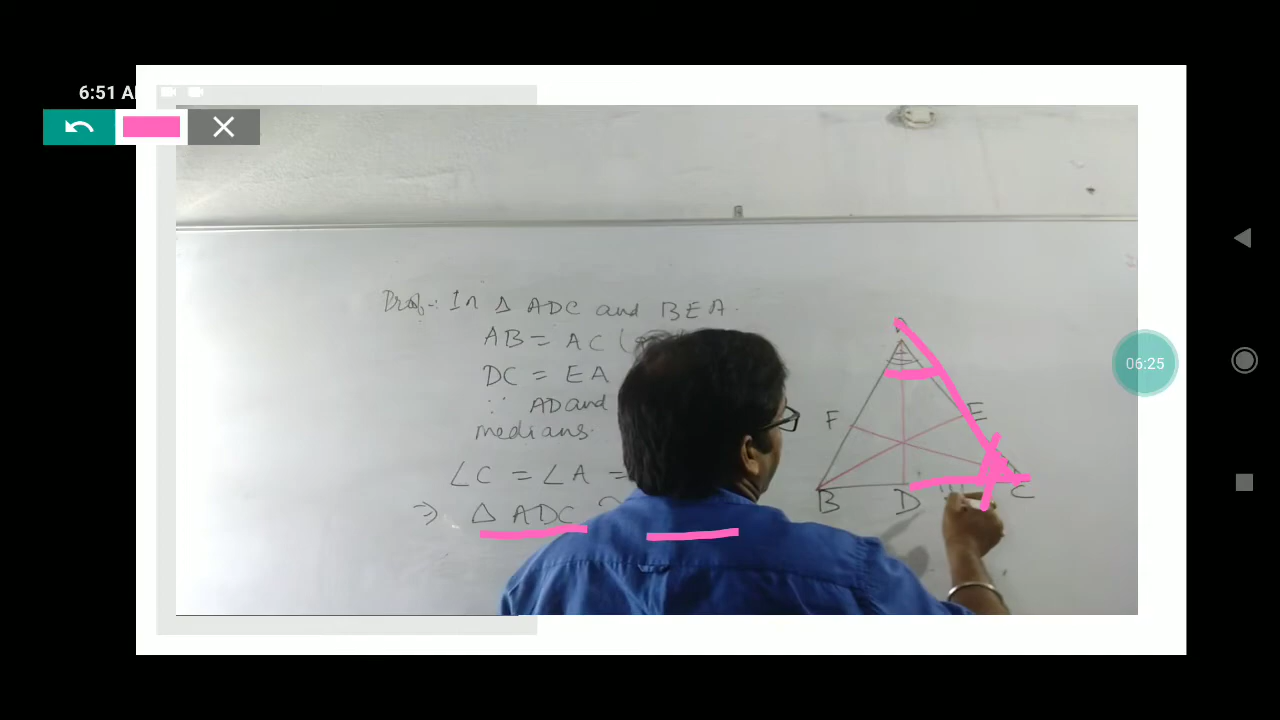 6:51 A
Proof:- In Δ ADC and BEA.
AB = AC (
DC = EA
∵ AD and
medians.
∠C = ∠A =
⇒ Δ ADC
A
F E
B D C
06:25